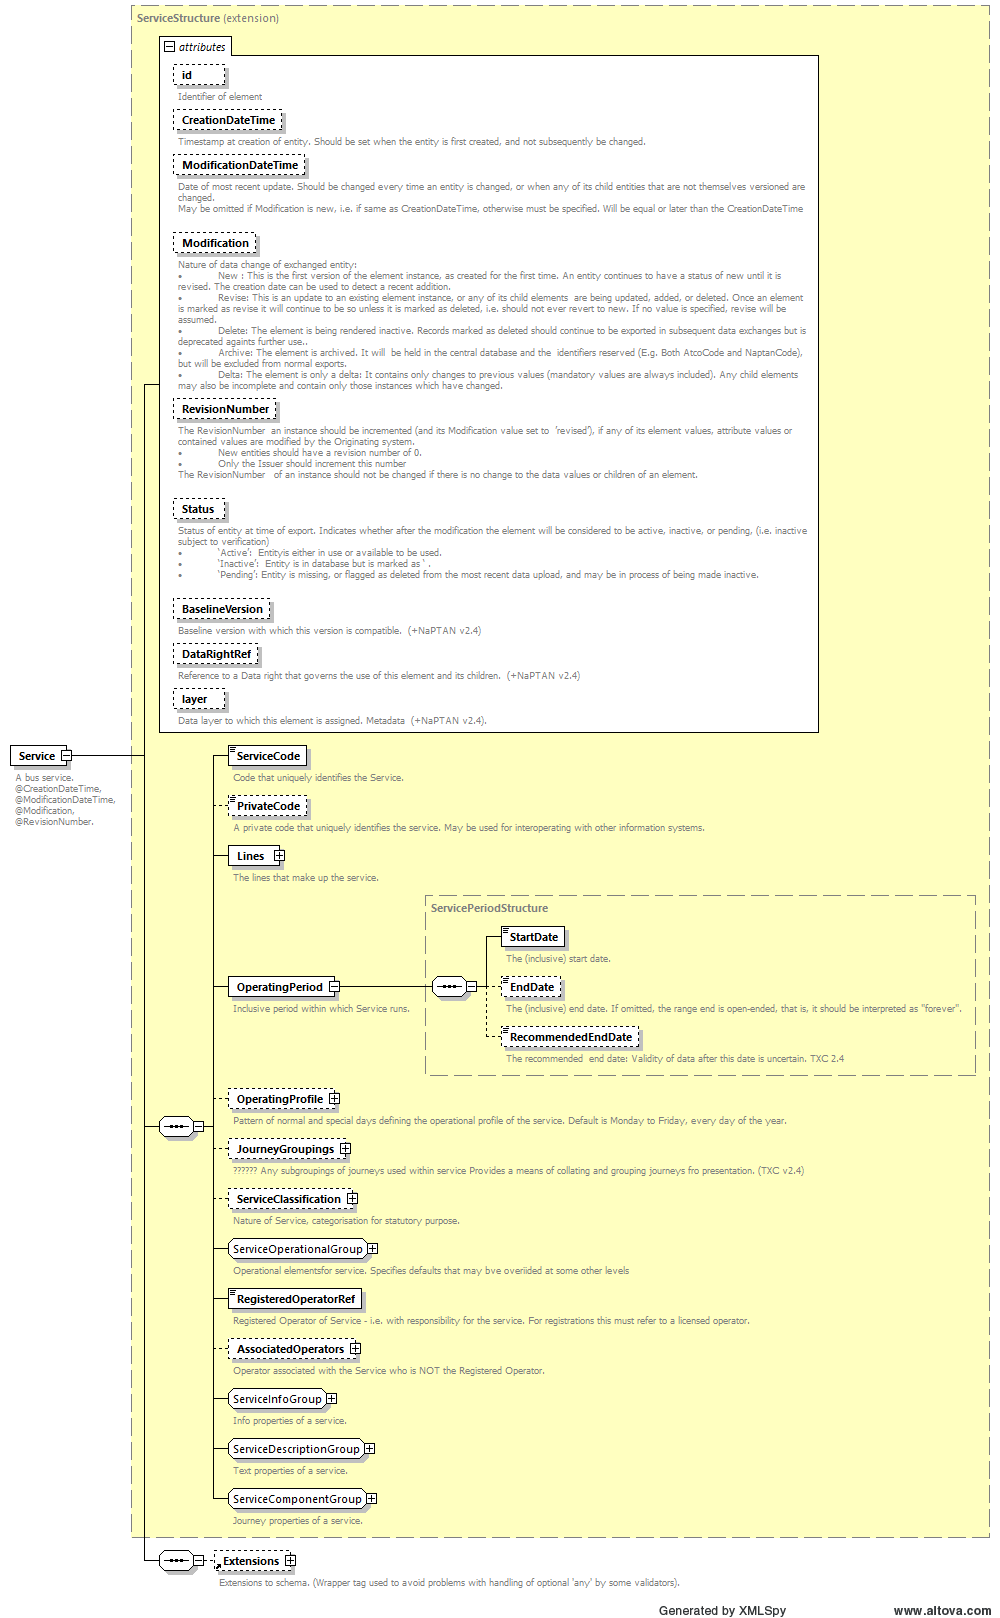 ServiceStructure (extension)
attributes
id
Identifier of element
CreationDateTime
Timestamp at creation of entity. Should be set when the entity is first created, and not subsequently be changed.
ModificationDateTime
Date of most recent update. Should be changed every time an entity is changed, or when any of its child entities that are not themselves versioned are
changed.
May be omitted if Modification is new, i.e. if same as CreationDateTime, otherwise must be specified. Will be equal or later than the CreationDateTime
Modification
Nature of data change of exchanged entity:
• New : This is the first version of the element instance, as created for the first time. An entity continues to have a status of new until it is
revised. The creation date can be used to detect a recent addition.
• Revise: This is an update to an existing element instance, or any of its child elements are being updated, added, or deleted. Once an element
is marked as revise it will continue to be so unless it is marked as deleted, i.e. should not ever revert to new. If no value is specified, revise will be
assumed.
• Delete: The element is being rendered inactive. Records marked as deleted should continue to be exported in subsequent data exchanges but is
deprecated againts further use..
• Archive: The element is archived. It will be held in the central database and the identifiers reserved (E.g. Both AtcoCode and NaptanCode),
but will be excluded from normal exports.
• Delta: The element is only a delta: It contains only changes to previous values (mandatory values are always included). Any child elements
may also be incomplete and contain only those instances which have changed.
RevisionNumber
The RevisionNumber an instance should be incremented (and its Modification value set to 'revised'), if any of its element values, attribute values or
contained values are modified by the Originating system.
• New entities should have a revision number of 0.
• Only the Issuer should increment this number
The RevisionNumber of an instance should not be changed if there is no change to the data values or children of an element.
Status
Status of entity at time of export. Indicates whether after the modification the element will be considered to be active, inactive, or pending, (i.e. inactive
subject to verification)
• 'Active': Entityis either in use or available to be used.
• 'Inactive': Entity is in database but is marked as ' .
• 'Pending': Entity is missing, or flagged as deleted from the most recent data upload, and may be in process of being made inactive.
BaselineVersion
Baseline version with which this version is compatible. (+NaPTAN v2.4)
DataRightRef
Reference to a Data right that governs the use of this element and its children. (+NaPTAN v2.4)
layer
Data layer to which this element is assigned. Metadata (+NaPTAN v2.4).
Service
A bus service.
@CreationDateTime,
@ModificationDateTime,
@Modification,
@RevisionNumber.
ServiceCode
Code that uniquely identifies the Service.
PrivateCode
A private code that uniquely identifies the service. May be used for interoperating with other information systems.
Lines
The lines that make up the service.
ServicePeriodStructure
StartDate
The (inclusive) start date.
OperatingPeriod
Inclusive period within which Service runs.
EndDate
The (inclusive) end date. If omitted, the range end is open-ended, that is, it should be interpreted as "forever".
RecommendedEndDate
The recommended end date: Validity of data after this date is uncertain. TXC 2.4
OperatingProfile
Pattern of normal and special days defining the operational profile of the service. Default is Monday to Friday, every day of the year.
JourneyGroupings
?????? Any subgroupings of journeys used within service Provides a means of collating and grouping journeys fro presentation. (TXC v2.4)
ServiceClassification
Nature of Service, categorisation for statutory purpose.
ServiceOperationalGroup
Operational elementsfor service. Specifies defaults that may bve overiided at some other levels
RegisteredOperatorRef
Registered Operator of Service - i.e. with responsibility for the service. For registrations this must refer to a licensed operator.
AssociatedOperators
Operator associated with the Service who is NOT the Registered Operator.
ServiceInfoGroup
Info properties of a service.
ServiceDescriptionGroup
Text properties of a service.
ServiceComponentGroup
Journey properties of a service.
Extensions
Extensions to schema. (Wrapper tag used to avoid problems with handling of optional 'any' by some validators).
Generated by XMLSpy
www.altova.com